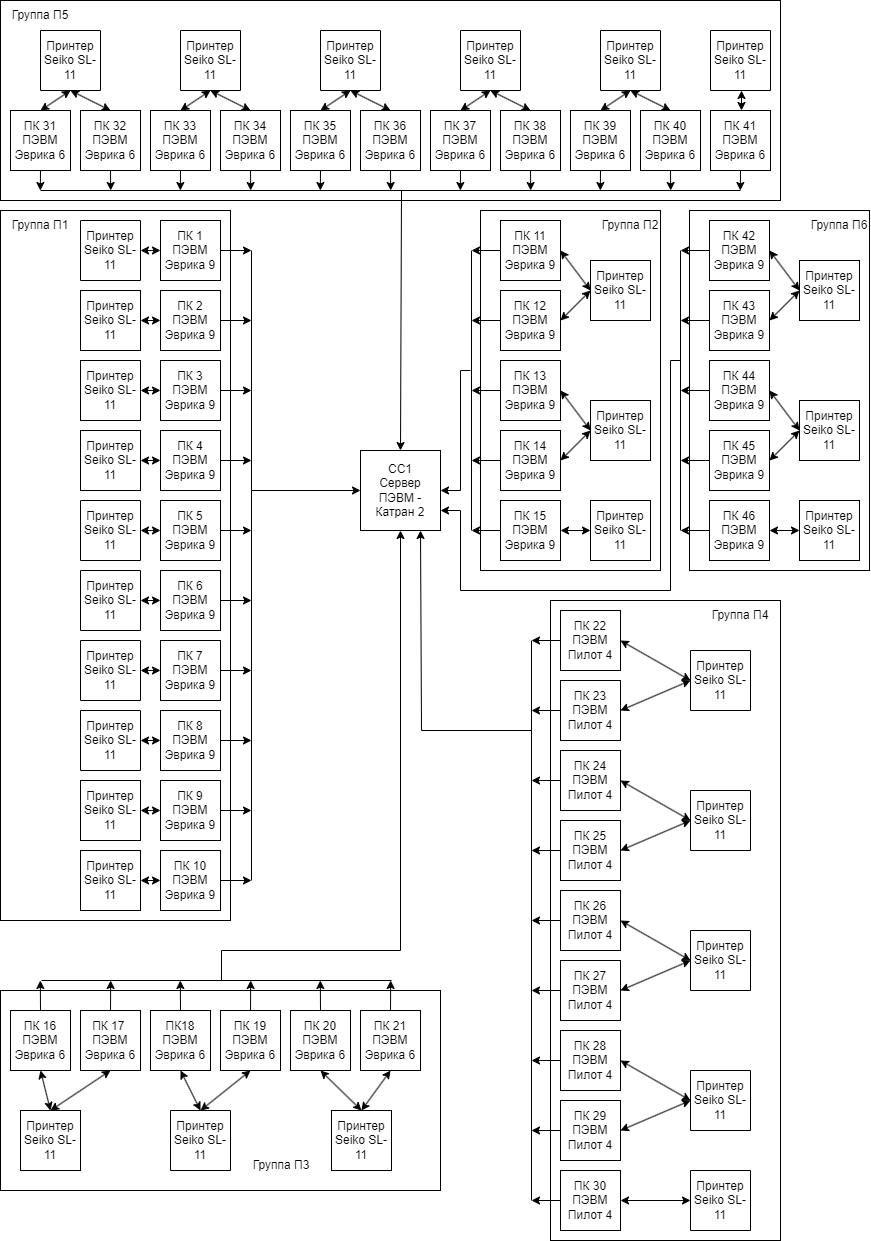 Группа П5
Принтер
Seiko SL-
11
Принтер
Seiko SL-
11
Принтер
Seiko SL-
11
Принтер
Seiko SL-
11
Принтер
Seiko SL-
11
Принтер
Seiko SL-
11
ПК 31
ПЭВМ
Эврика 6
ПК 32
ПЭВМ
Эврика 6
ПК 33
ПЭВМ
Эврика 6
ПК 34
ПЭВМ
Эврика 6
ПК 35
ПЭВМ
Эврика 6
ПК 36
ПЭВМ
Эврика 6
ПК 37
ПЭВМ
Эврика 6
ПК 38
ПЭВМ
Эврика 6
ПК 39
ПЭВМ
Эврика 6
ПК 40
ПЭВМ
Эврика 6
ПК 41
ПЭВМ
Эврика 6
Группа П1
Принтер
Seiko SL-
11
ПК 1
ПЭВМ
Эврика 9
Принтер
Seiko SL-
11
ПК 2
ПЭВМ
Эврика 9
Принтер
Seiko SL-
11
ПК 3
ПЭВМ
Эврика 9
Принтер
Seiko SL-
11
ПК 4
ПЭВМ
Эврика 9
Принтер
Seiko SL-
11
ПК 5
ПЭВМ
Эврика 9
Принтер
Seiko SL-
11
ПК 6
ПЭВМ
Эврика 9
Принтер
Seiko SL-
11
ПК 7
ПЭВМ
Эврика 9
Принтер
Seiko SL-
11
ПК 8
ПЭВМ
Эврика 9
Принтер
Seiko SL-
11
ПК 9
ПЭВМ
Эврика 9
Принтер
Seiko SL-
11
ПК 10
ПЭВМ
Эврика 9
СС1
Сервер
ПЭВМ -
Катран 2
Группа П2
ПК 11
ПЭВМ
Эврика 9
ПК 12
ПЭВМ
Эврика 9
Принтер
Seiko SL-
11
ПК 13
ПЭВМ
Эврика 9
ПК 14
ПЭВМ
Эврика 9
Принтер
Seiko SL-
11
ПК 15
ПЭВМ
Эврика 9
Принтер
Seiko SL-
11
Группа П6
ПК 42
ПЭВМ
Эврика 9
ПК 43
ПЭВМ
Эврика 9
Принтер
Seiko SL-
11
ПК 44
ПЭВМ
Эврика 9
ПК 45
ПЭВМ
Эврика 9
Принтер
Seiko SL-
11
ПК 46
ПЭВМ
Эврика 9
Принтер
Seiko SL-
11
Группа П4
ПК 22
ПЭВМ
Пилот 4
ПК 23
ПЭВМ
Пилот 4
Принтер
Seiko SL-
11
ПК 24
ПЭВМ
Пилот 4
ПК 25
ПЭВМ
Пилот 4
Принтер
Seiko SL-
11
ПК 26
ПЭВМ
Пилот 4
ПК 27
ПЭВМ
Пилот 4
Принтер
Seiko SL-
11
ПК 28
ПЭВМ
Пилот 4
ПК 29
ПЭВМ
Пилот 4
Принтер
Seiko SL-
11
ПК 30
ПЭВМ
Пилот 4
Принтер
Seiko SL-
11
ПК 16
ПЭВМ
Эврика 6
ПК 17
ПЭВМ
Эврика 6
ПК18
ПЭВМ
Эврика 6
ПК 19
ПЭВМ
Эврика 6
ПК 20
ПЭВМ
Эврика 6
ПК 21
ПЭВМ
Эврика 6
Принтер
Seiko SL-
11
Принтер
Seiko SL-
11
Принтер
Seiko SL-
11
Группа П3